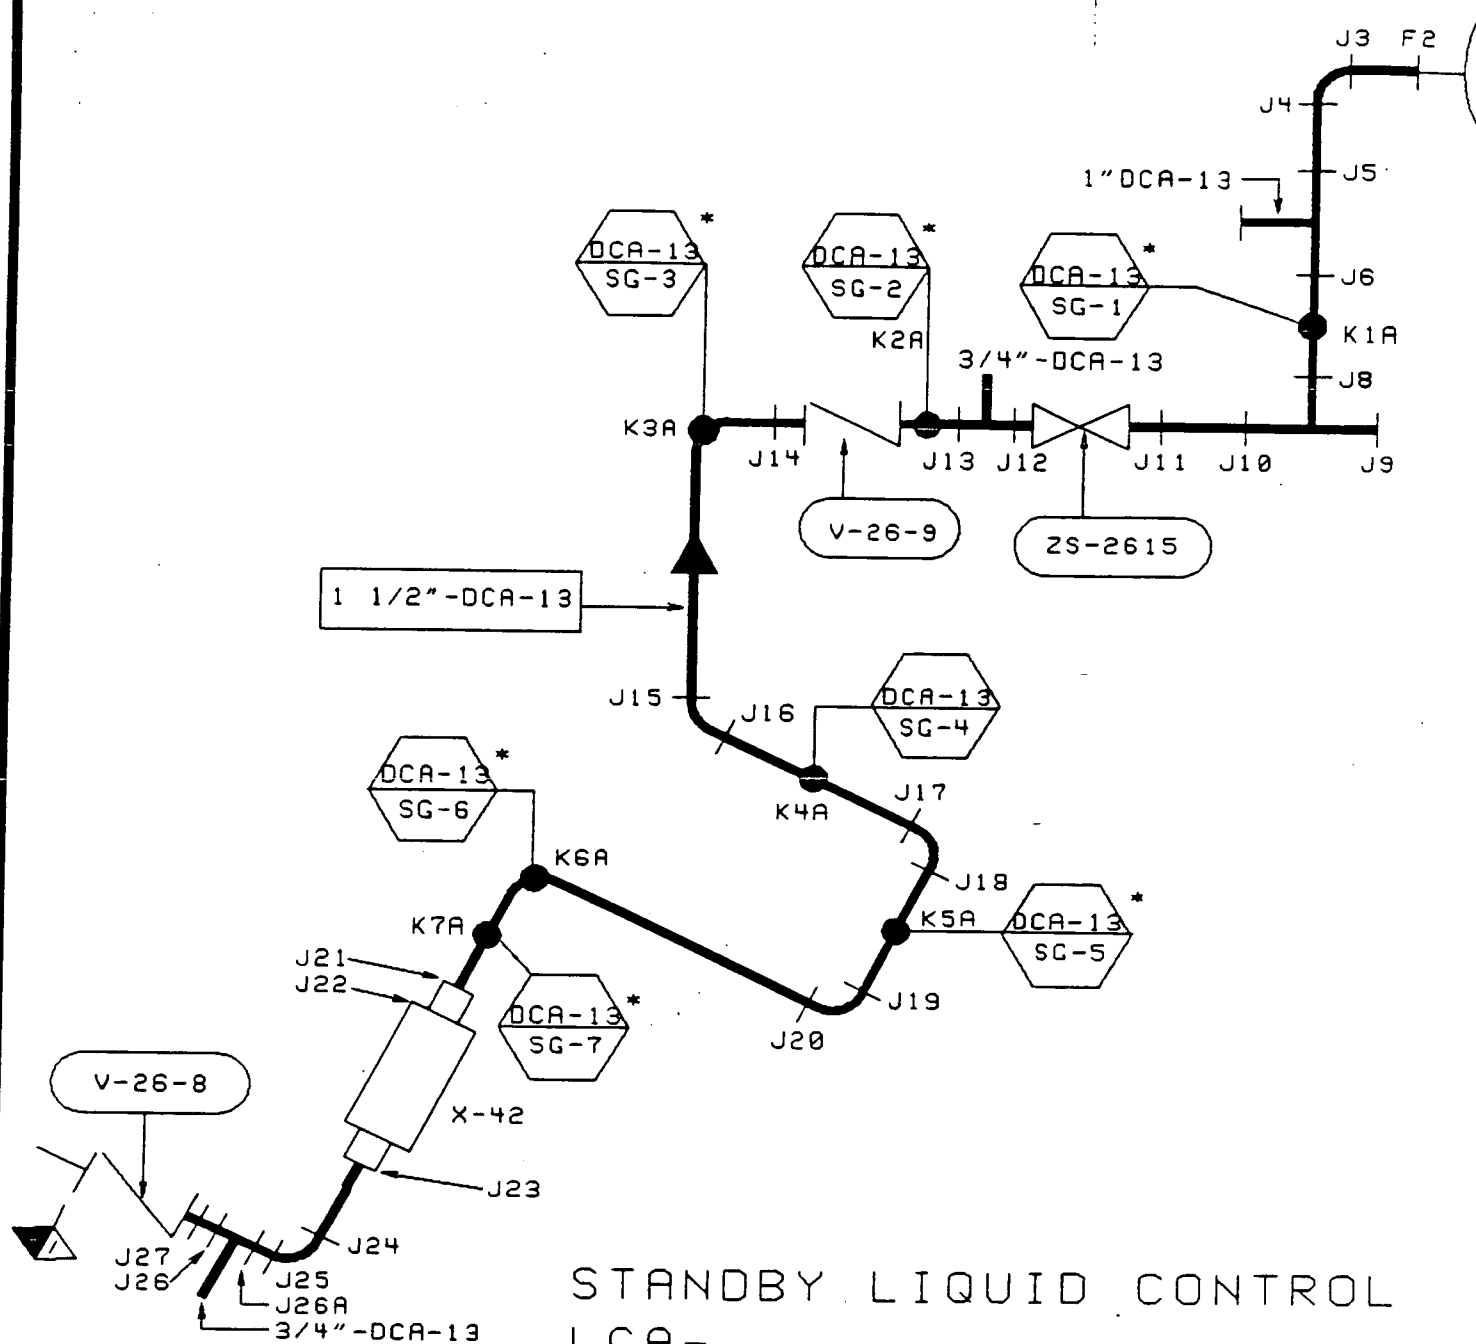 J3 F2
J4
J5
1"DCA-13
J6
DCA-13 *
SG-3
DCA-13 *
SG-2
DCA-13 *
SG-1
K1A
K2A
3/4"-DCA-13
J8
K3A
J14
J13
J12
J11
J10
J9
V-26-9
ZS-2615
1 1/2"-DCA-13
J15
J16
DCA-13
SG-4
K4A
J17
DCA-13 *
SG-6
K6A
J18
K7A
K5A
DCA-13 *
SG-5
J21
J22
J19
DCA-13 *
SG-7
J20
V-26-8
X-42
J23
J24
J27
J26
J25
J26A
3/4"-DCA-13
STANDBY LIQUID CONTROL